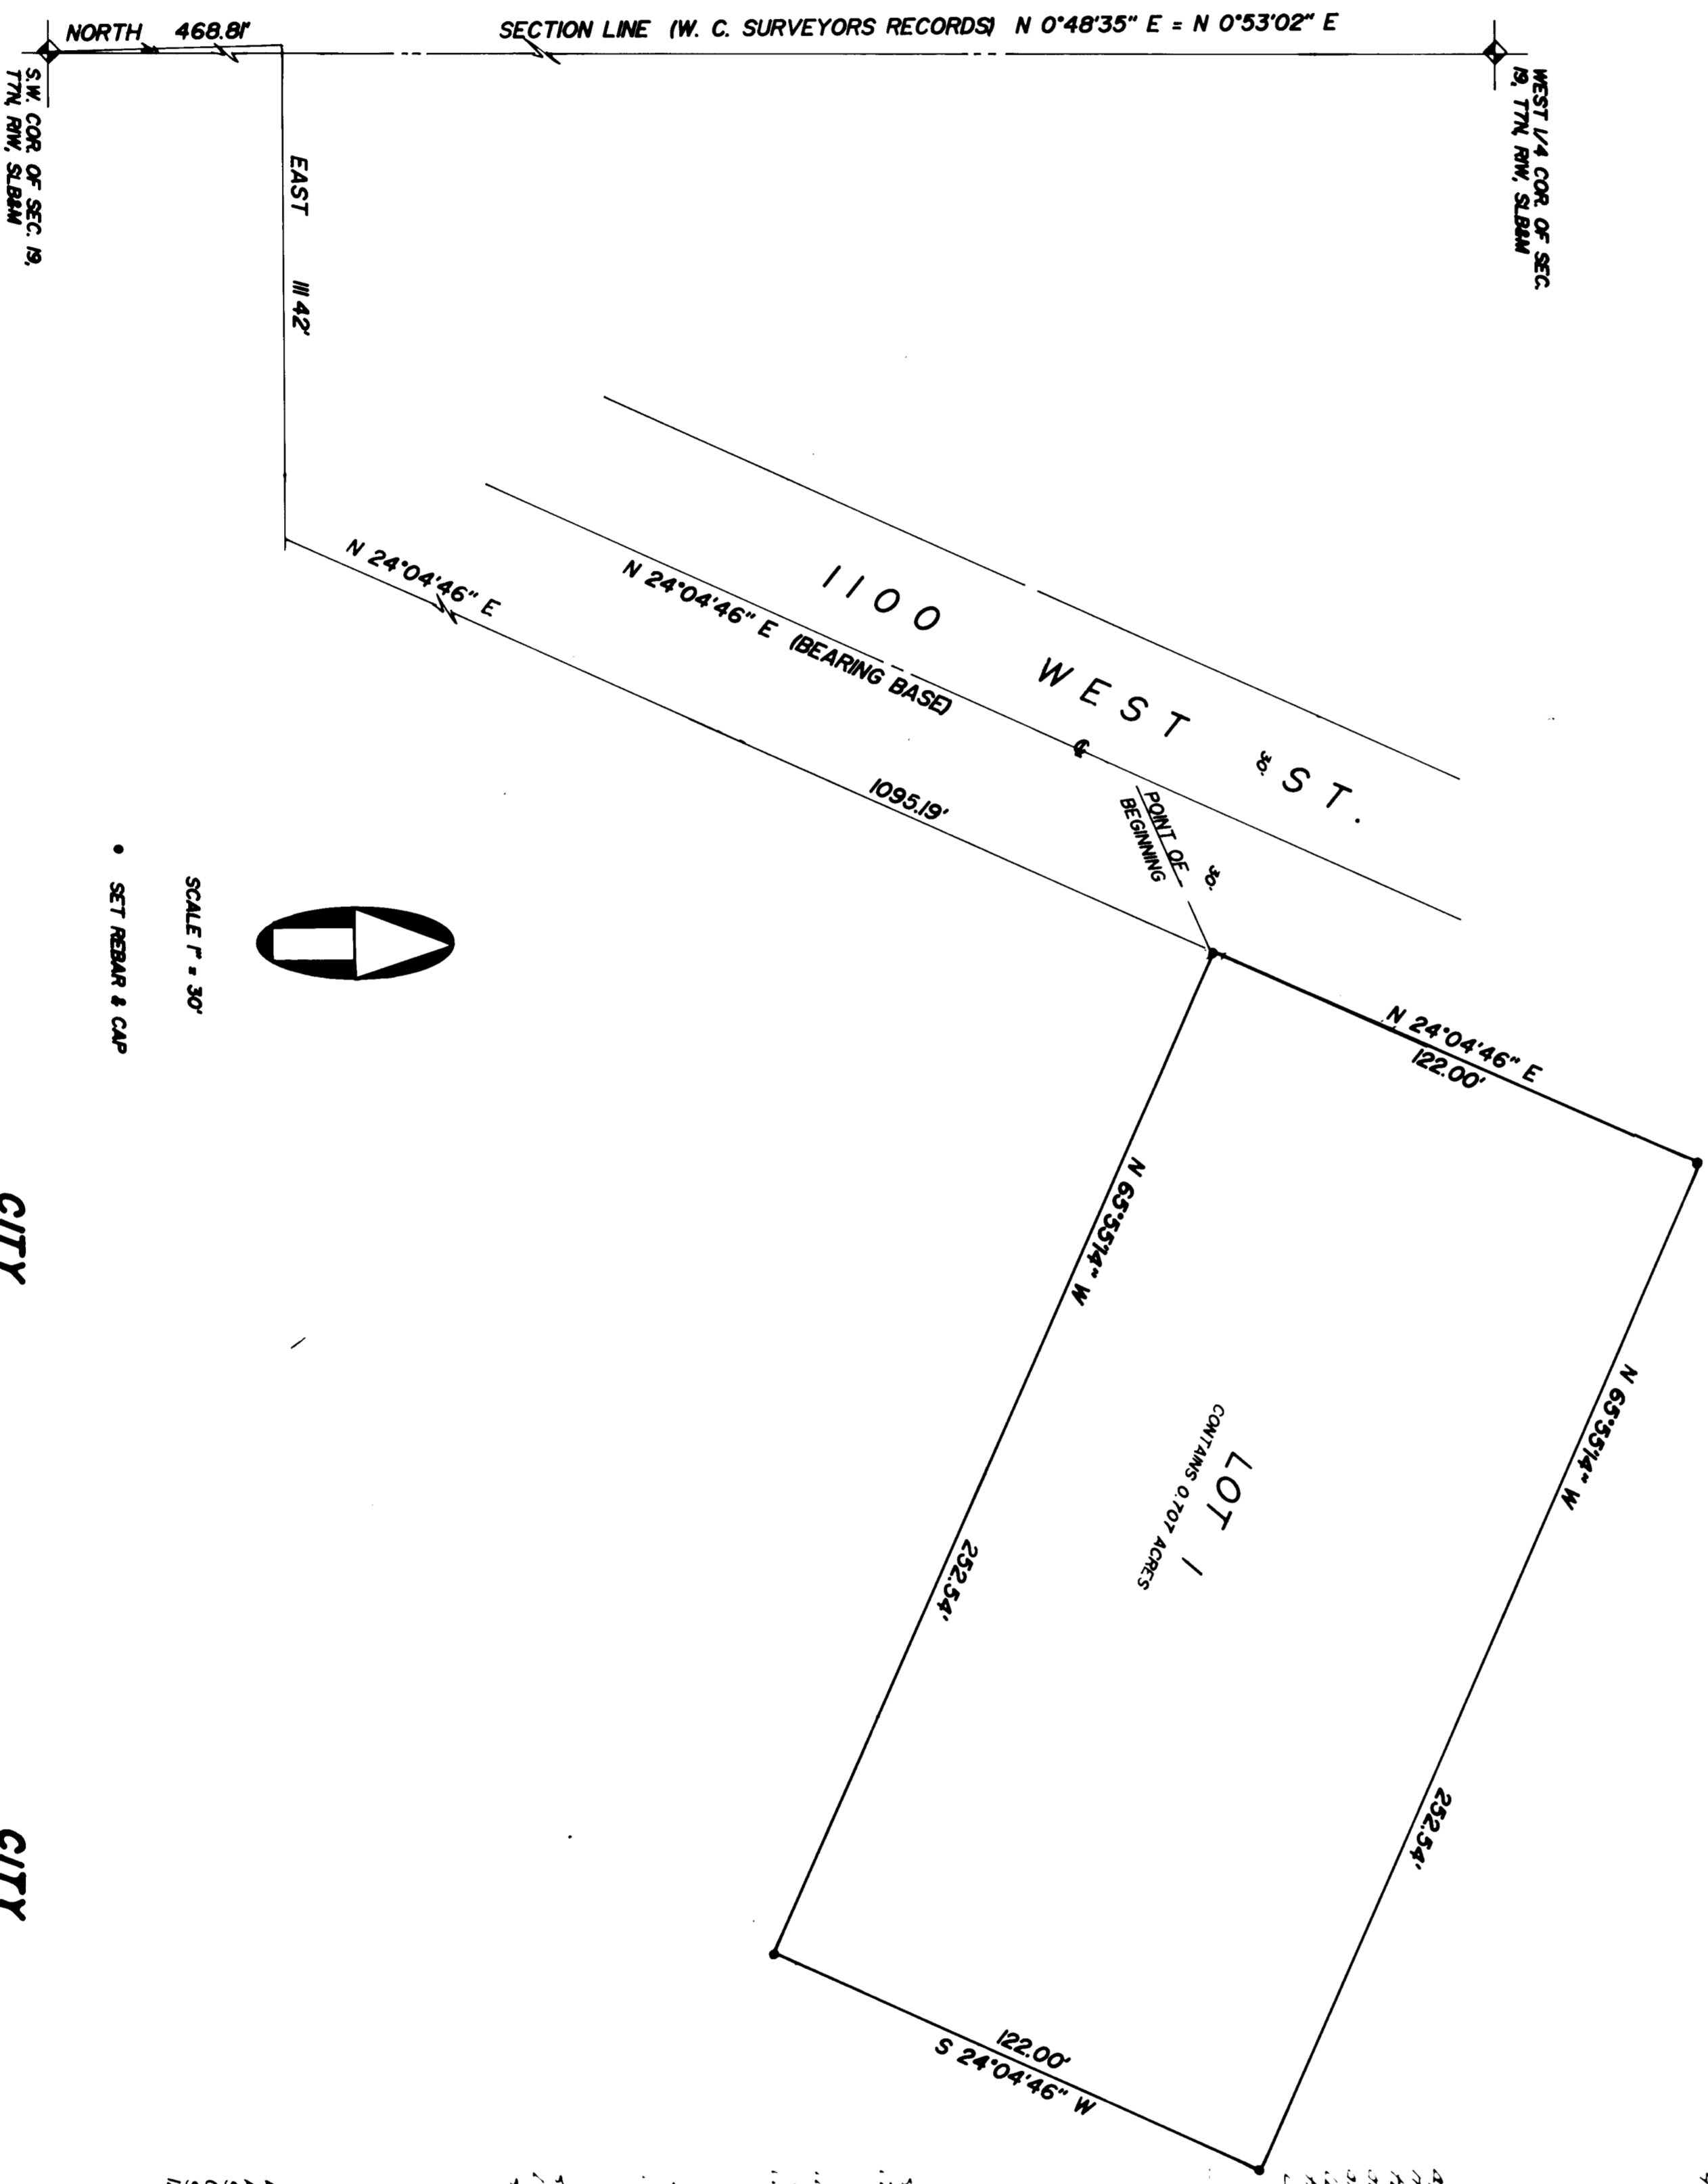 NORTH 468.81'
SECTION LINE (W. C. SURVEYORS RECORDS) N 0°48'35" E = N 0°53'02" E
WEST 1/4 COR. OF SEC.
19, T7N, R1W, SLB&M
S.W. COR. OF SEC. 19,
T7N, R1W, SLB&M
EAST 111.42'
N 24°04'46" E
1095.19'
N 24°04'46" E (BEARING BASE)
1100 WEST ST.
30'
30'
POINT OF
BEGINNING
N 24°04'46" E
122.00'
N 65°55'14" W
252.54'
N 65°55'14" W
252.54'
LOT 1
CONTAINS 0.707 ACRES
122.00'
S 24°04'46" W
SCALE 1" = 30'
• SET REBAR & CAP
CITY
CITY